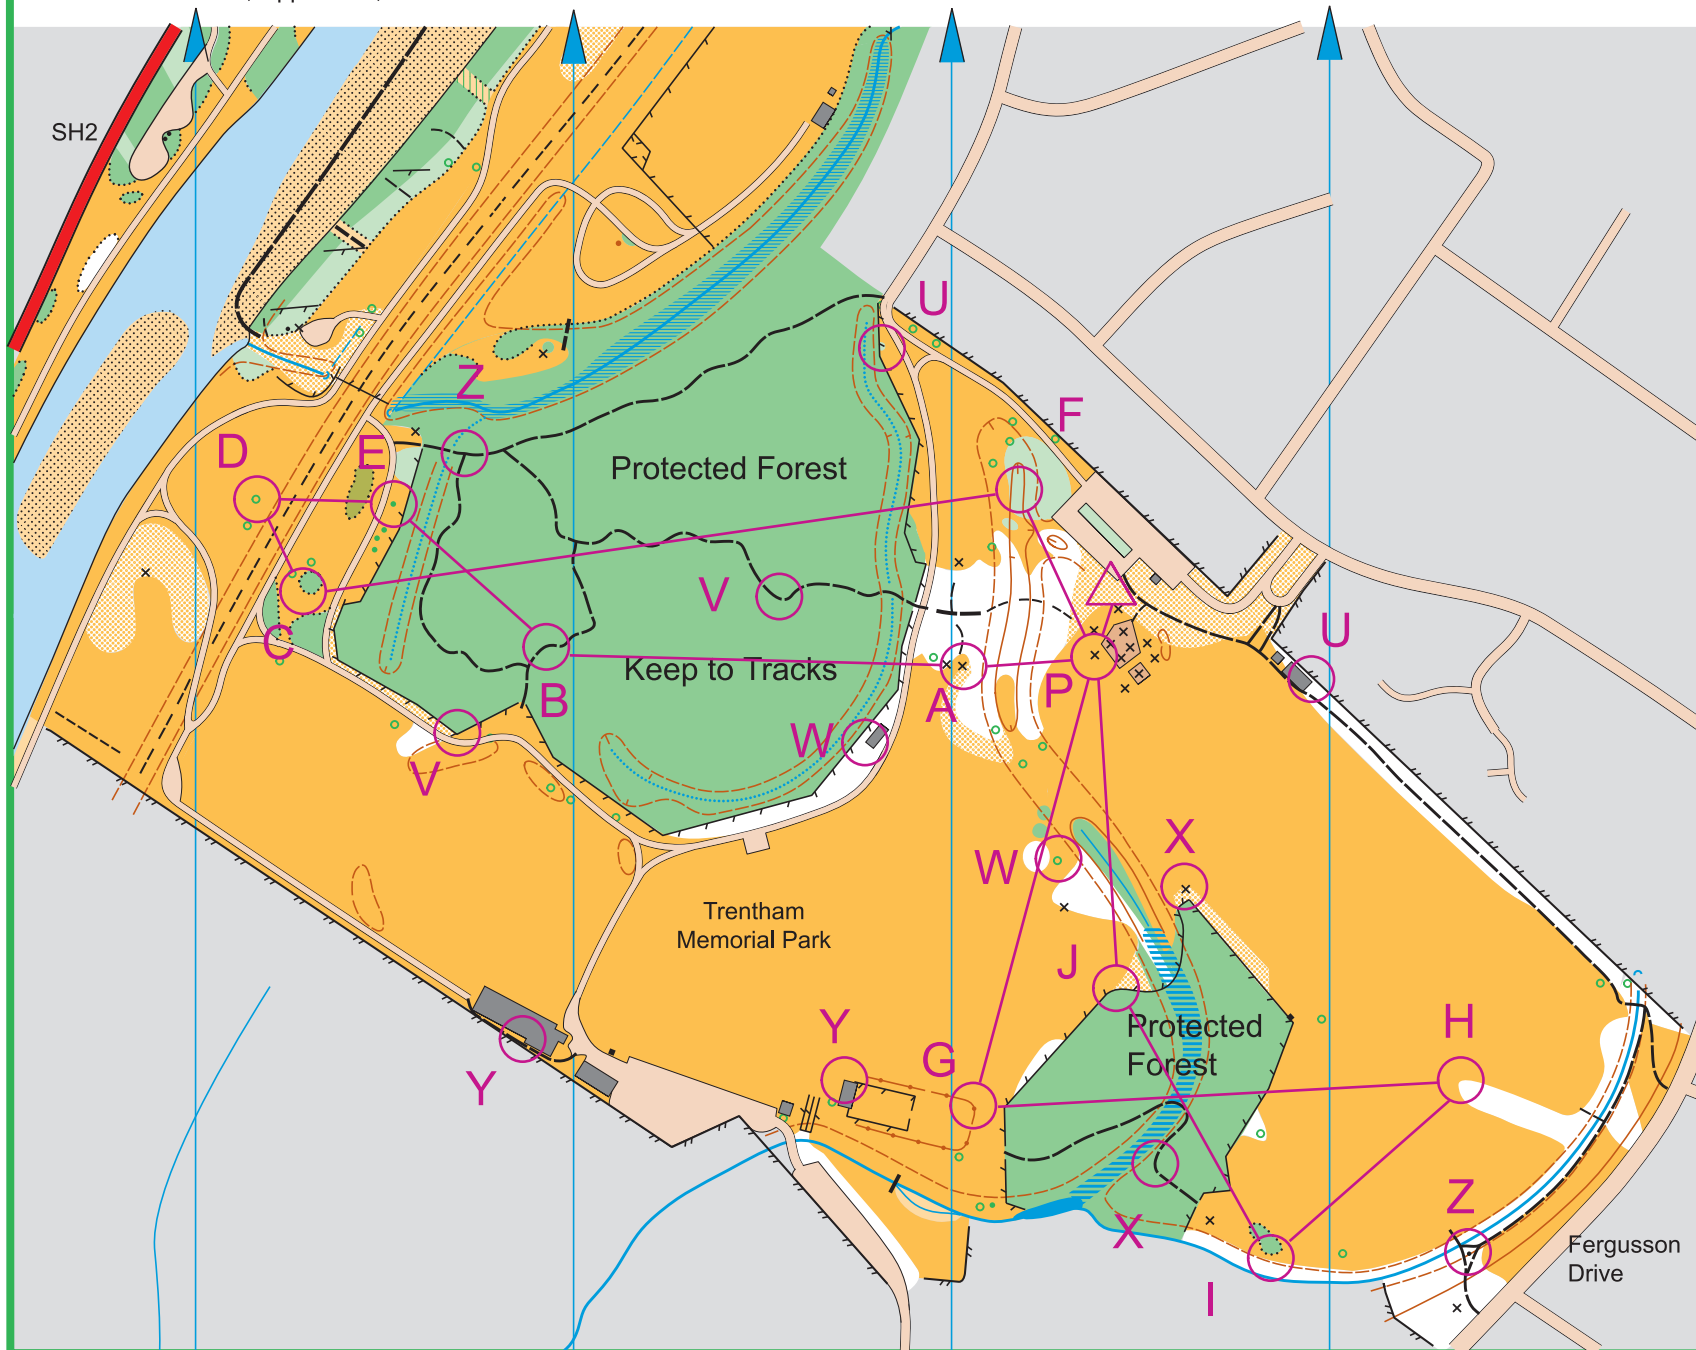 SH2
U
Z
F
D
E
Protected Forest
V
U
C
Keep to Tracks
B
A
P
W
V
X
W
Trentham
Memorial Park
J
Protected
Forest
H
Y
G
Y
Z
X
Fergusson
Drive
I